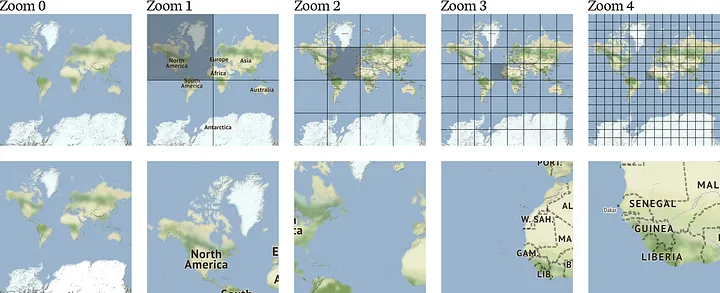 Zoom 0
Zoom 1
Zoom 2
Zoom 3
Zoom 4
North
America
Europe
Asia
Africa
South
America
Australia
Antarctica
North
America
E
South
PORT.
AL
W. SAH.
MA
GAM.
B
LIB.
MAL
Dakar
SENEGAL
GUINEA
LIBERIA